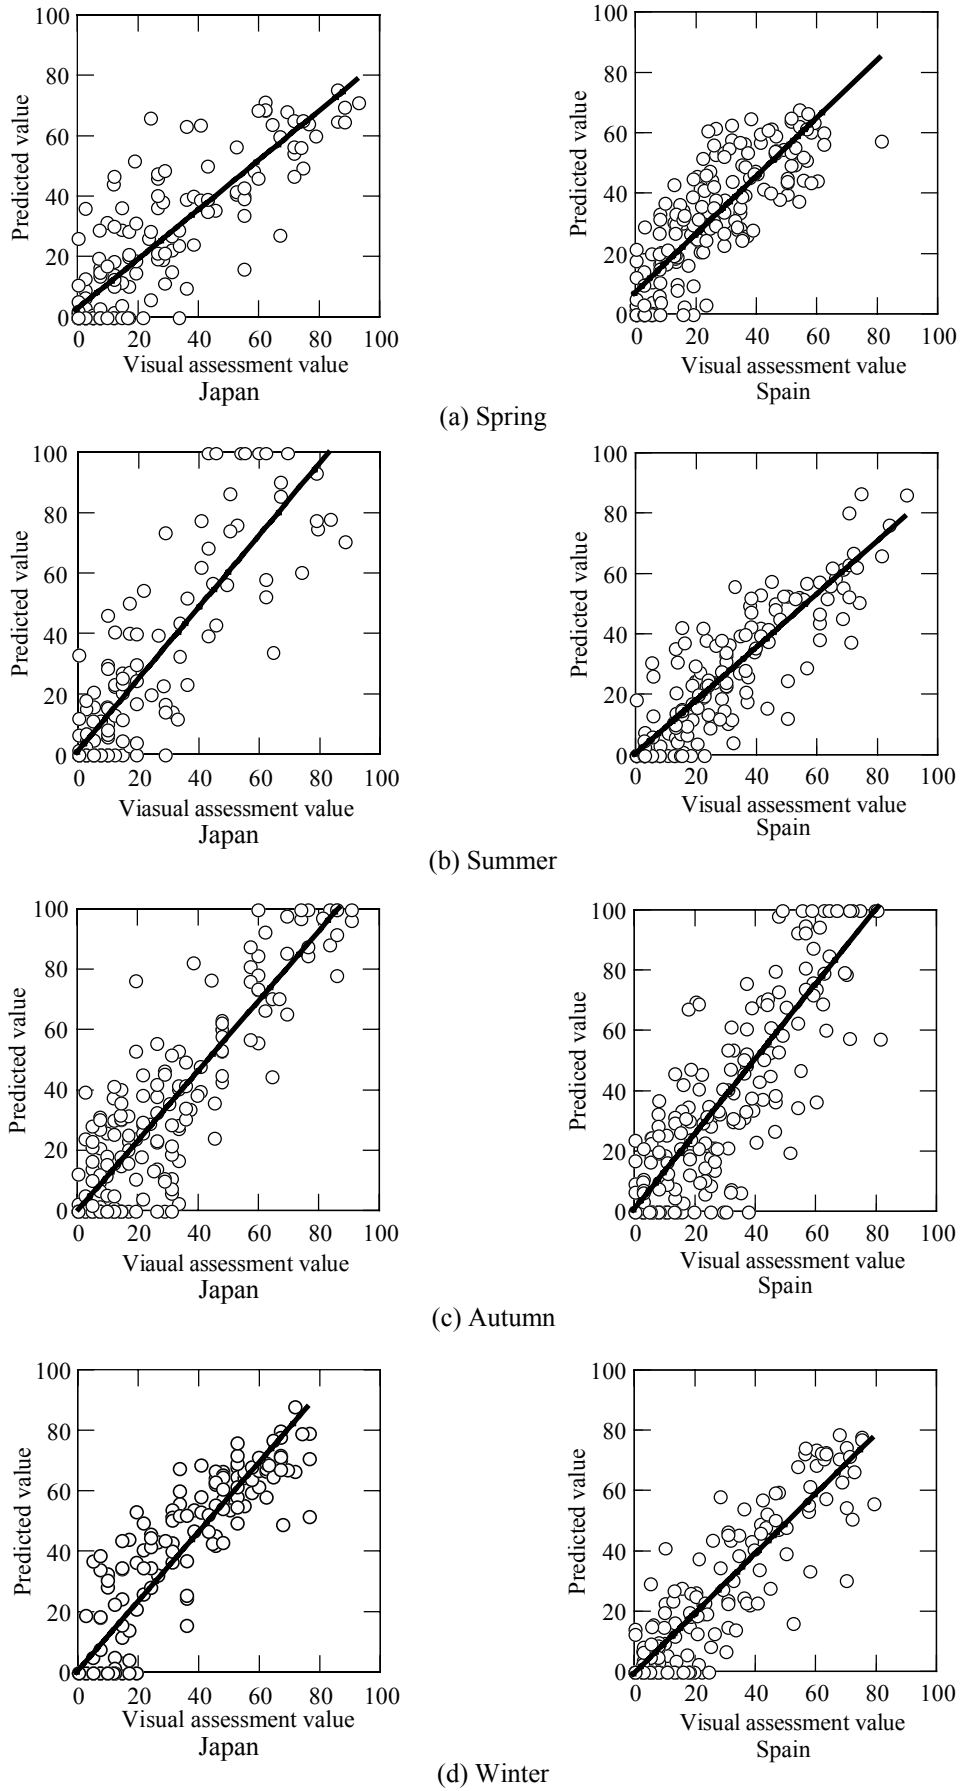 100
80
60
40
20
0
Predicted value
0 20 40 60 80 100
Visual assessment value
Japan
100
80
60
40
20
0
Predicted value
0 20 40 60 80 100
Visual assessment value
Spain
(a) Spring
100
80
60
40
20
0
Predicted value
0 20 40 60 80 100
Viasual assessment value
Japan
100
80
60
40
20
0
Predicted value
0 20 40 60 80 100
Visual assessment value
Spain
(b) Summer
100
80
60
40
20
0
Predicted value
0 20 40 60 80 100
Viaual assessment value
Japan
100
80
60
40
20
0
Prediced value
0 20 40 60 80 100
Visual assessment value
Spain
(c) Autumn
100
80
60
40
20
0
Predicted value
0 20 40 60 80 100
Visual assessment value
Japan
100
80
60
40
20
0
Predicted value
0 20 40 60 80 100
Visual assessment value
Spain
(d) Winter